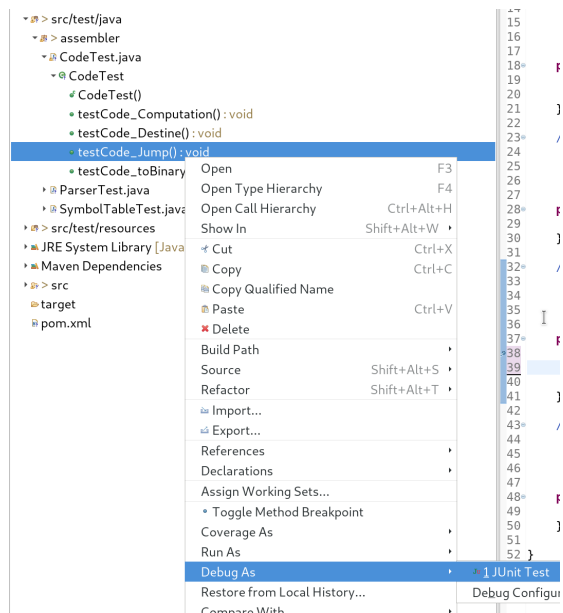 > src/test/java
> assembler
CodeTest.java
CodeTest
CodeTest()
testCode_Computation() : void
testCode_Destine() : void
testCode_Jump() : void
testCode_toBinary
ParserTest.java
SymbolTableTest.java
> src/test/resources
JRE System Library [Java
Maven Dependencies
> src
target
pom.xml
Open F3
Open Type Hierarchy F4
Open Call Hierarchy Ctrl+Alt+H
Show In Shift+Alt+W
Cut Ctrl+X
Copy Ctrl+C
Copy Qualified Name
Paste Ctrl+V
Delete
Build Path
Source Shift+Alt+S
Refactor Shift+Alt+T
Import...
Export...
References
Declarations
Assign Working Sets...
Toggle Method Breakpoint
Coverage As
Run As
Debug As
Restore from Local History...
Compare With
1 JUnit Test
Debug Configur
14
15
16
17
18 p
19
20
21 }
22
23 /
24
25
26
27
28 p
29
30 }
31
32 /
33
34
35
36
37 p
38
39
40
41 }
42
43 /
44
45
46
47
48 p
49
50 }
51
52 }